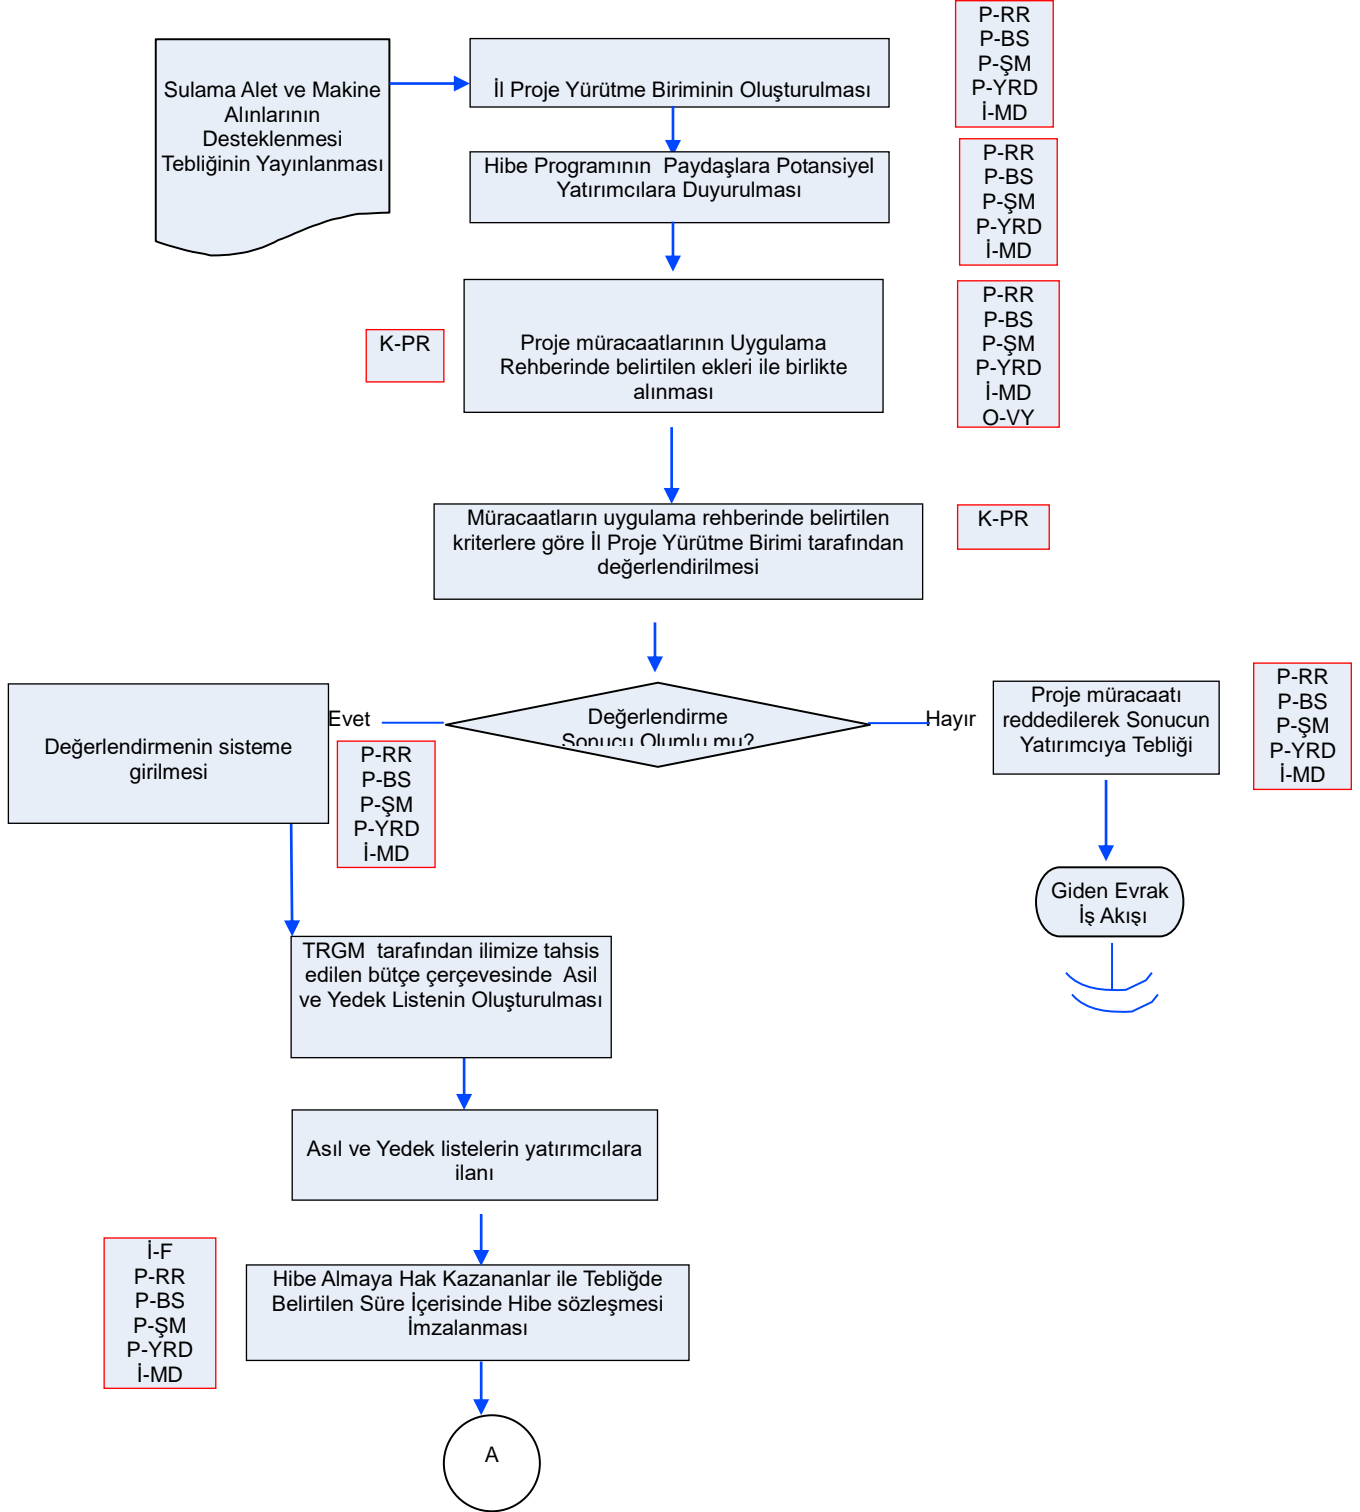 Sulama Alet ve Makine
Alınlarının
Desteklenmesi
Tebliğinin Yayınlanması
İl Proje Yürütme Biriminin Oluşturulması
P-RR
P-BS
P-ŞM
P-YRD
İ-MD
Hibe Programının  Paydaşlara Potansiyel
Yatırımcılara Duyurulması
P-RR
P-BS
P-ŞM
P-YRD
İ-MD
K-PR
Proje müracaatlarının Uygulama
Rehberinde belirtilen ekleri ile birlikte
alınması
P-RR
P-BS
P-ŞM
P-YRD
İ-MD
O-VY
Müracaatların uygulama rehberinde belirtilen
kriterlere göre İl Proje Yürütme Birimi tarafından
değerlendirilmesi
K-PR
Değerlendirme
Sonucu Olumlu mu?
Evet
Hayır
Değerlendirmenin sisteme
girilmesi
P-RR
P-BS
P-ŞM
P-YRD
İ-MD
Proje müracaatı
reddedilerek Sonucun
Yatırımcıya Tebliği
P-RR
P-BS
P-ŞM
P-YRD
İ-MD
Giden Evrak
İş Akışı
TRGM  tarafından ilimize tahsis
edilen bütçe çerçevesinde  Asil
ve Yedek Listenin Oluşturulması
Asıl ve Yedek listelerin yatırımcılara
ilanı
İ-F
P-RR
P-BS
P-ŞM
P-YRD
İ-MD
Hibe Almaya Hak Kazananlar ile Tebliğde
Belirtilen Süre İçerisinde Hibe sözleşmesi
İmzalanması
A